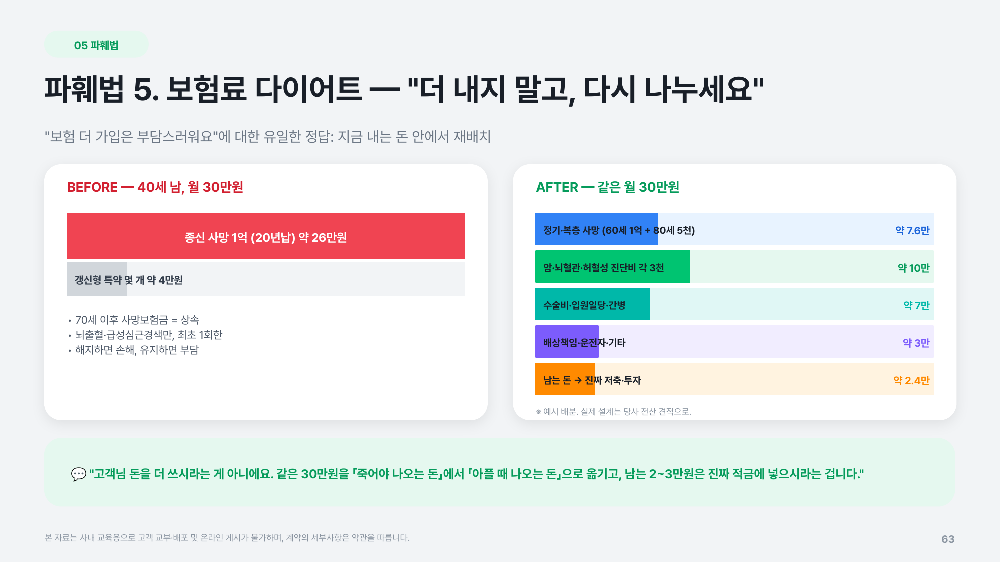 05 파훼법
파훼법 5. 보험료 다이어트 — "더 내지 말고, 다시 나누세요"
"보험 더 가입은 부담스러워요"에 대한 유일한 정답: 지금 내는 돈 안에서 재배치
BEFORE — 40세 남, 월 30만원
종신 사망 1억 (20년납) 약 26만원
갱신형 특약 몇 개 약 4만원
• 70세 이후 사망보험금 = 상속
• 뇌출혈·급성심근경색만, 최초 1회한
• 해지하면 손해, 유지하면 부담
AFTER — 같은 월 30만원
정기·복층 사망 (60세 1억 + 80세 5천) 약 7.6만
암·뇌혈관·허혈성 진단비 각 3천 약 10만
수술비·입원일당·간병 약 7만
배상책임·운전자·기타 약 3만
남는 돈 → 진짜 저축·투자 약 2.4만
※ 예시 배분. 실제 설계는 당사 전산 견적으로.
💬 "고객님 돈을 더 쓰시라는 게 아니에요. 같은 30만원을 「죽어야 나오는 돈」에서 「아플 때 나오는 돈」으로 옮기고, 남는 2~3만원은 진짜 적금에 넣으시라는 겁니다."
본 자료는 사내 교육용으로 고객 교부·배포 및 온라인 게시가 불가하며, 계약의 세부사항은 약관을 따릅니다.
63